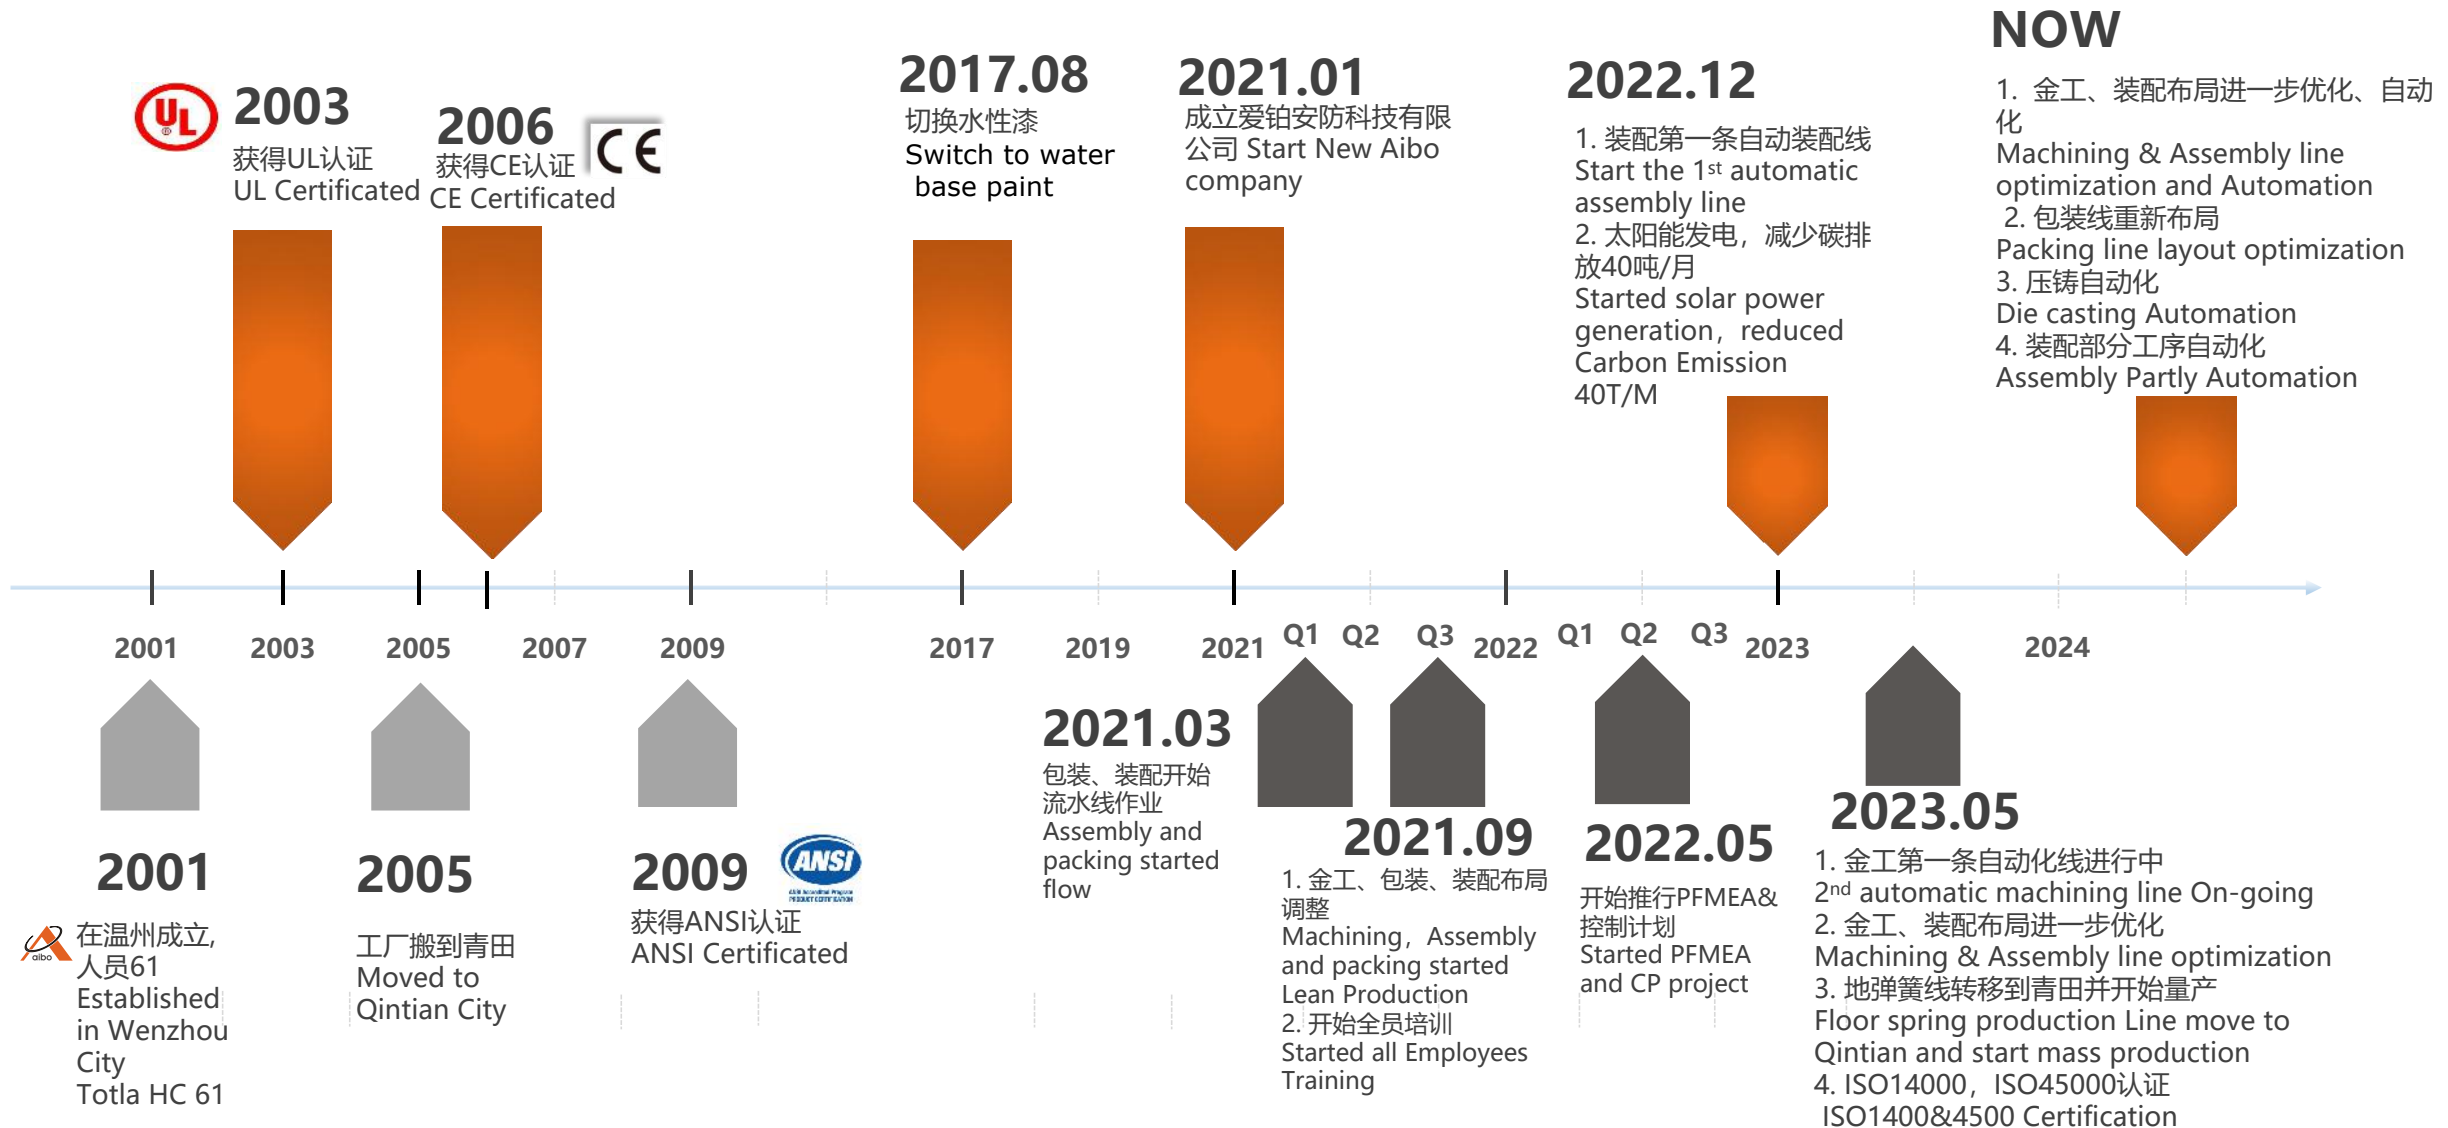 UL
®
2003
获得UL认证
UL Certificated
2006
获得CE认证
CE Certificated
CE
2017.08
切换水性漆
Switch to water
base paint
2021.01
成立爱铂安防科技有限
公司 Start New Aibo
company
2022.12
1. 装配第一条自动装配线
Start the 1st automatic
assembly line
2. 太阳能发电，减少碳排
放40吨/月
Started solar power
generation，reduced
Carbon Emission
40T/M
NOW
1. 金工、装配布局进一步优化、自动
化
Machining & Assembly line
optimization and Automation
2. 包装线重新布局
Packing line layout optimization
3. 压铸自动化
Die casting Automation
4. 装配部分工序自动化
Assembly Partly Automation
2001
2003
2005
2007
2009
2017
2019
2021
Q1
Q2
Q3
2022
Q1
Q2
Q3
2023
2024
2001
aibo
在温州成立,
人员61
Established
in Wenzhou
City
Totla HC 61
2005
工厂搬到青田
Moved to
Qintian City
2009
ANSI
ANSI Accredited Program
PRODUCT CERTIFICATION
获得ANSI认证
ANSI Certificated
2021.03
包装、装配开始
流水线作业
Assembly and
packing started
flow
2021.09
1. 金工、包装、装配布局
调整
Machining，Assembly
and packing started
Lean Production
2. 开始全员培训
Started all Employees
Training
2022.05
开始推行PFMEA&
控制计划
Started PFMEA
and CP project
2023.05
1. 金工第一条自动化线进行中
2nd automatic machining line On-going
2. 金工、装配布局进一步优化
Machining & Assembly line optimization
3. 地弹簧线转移到青田并开始量产
Floor spring production Line move to
Qintian and start mass production
4. ISO14000，ISO45000认证
ISO1400&4500 Certification